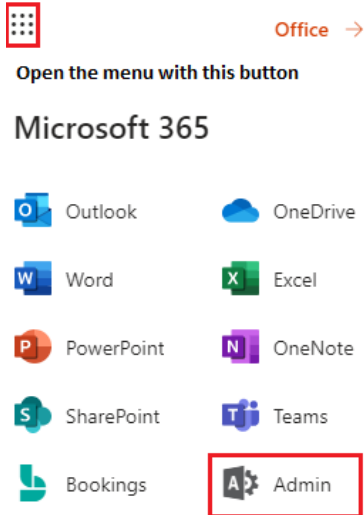 Office →
Open the menu with this button
Microsoft 365
Outlook
OneDrive
Word
Excel
PowerPoint
OneNote
SharePoint
Teams
Bookings
Admin